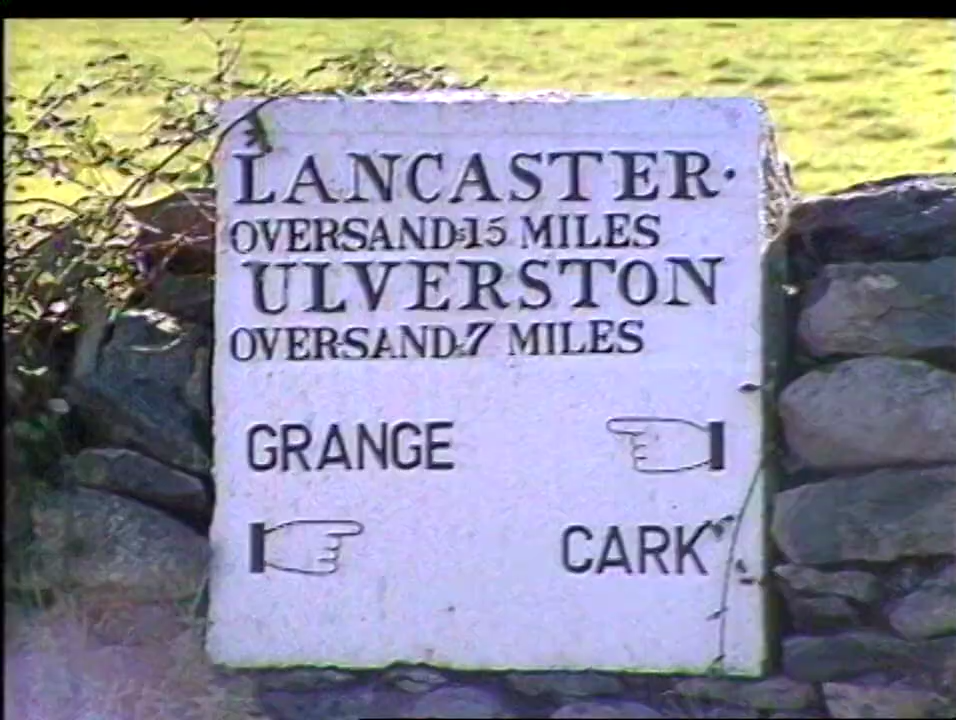 LANCASTER·
OVERSAND:15 MILES
ULVERSTON
OVERSAND:7 MILES
GRANGE
CARK